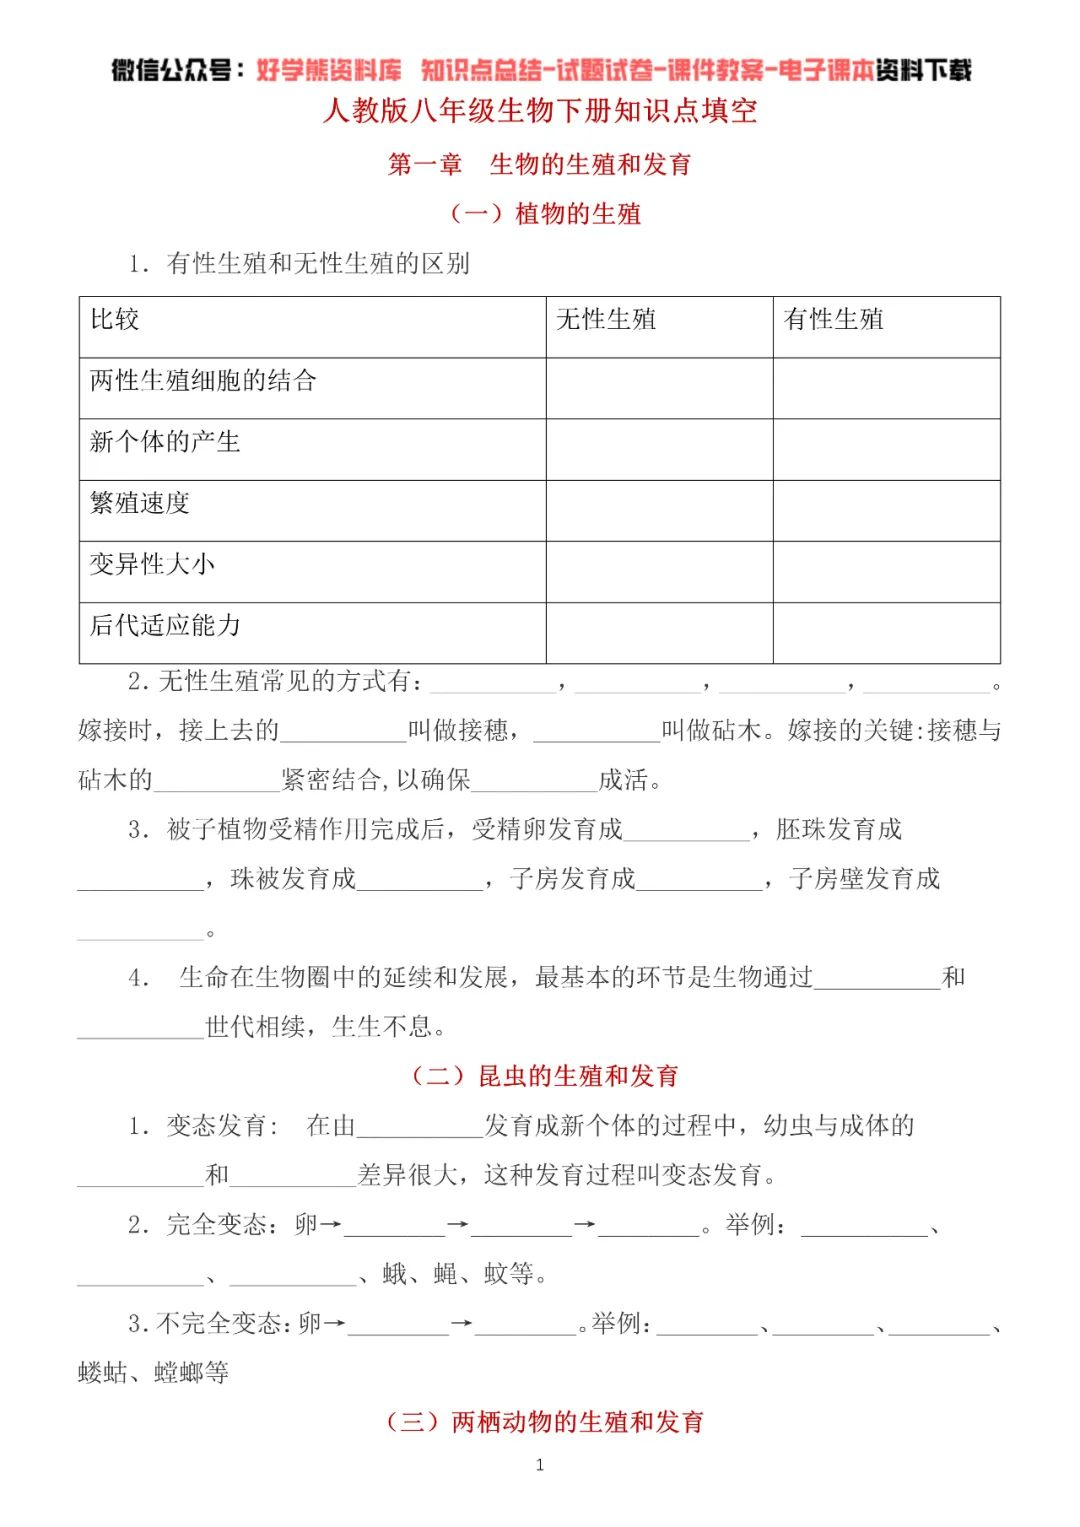 微信公众号：好学熊资料库 知识点总结-试题试卷-课件教案-电子课本资料下载
人教版八年级生物下册知识点填空
第一章 生物的生殖和发育
（一）植物的生殖
1. 有性生殖和无性生殖的区别
比较 无性生殖 有性生殖
两性生殖细胞的结合
新个体的产生
繁殖速度
变异性大小
后代适应能力
2.无性生殖常见的方式有：__________，__________，__________，__________。
嫁接时，接上去的__________叫做接穗，__________叫做砧木。嫁接的关键:接穗与
砧木的__________紧密结合,以确保__________成活。
3. 被子植物受精作用完成后，受精卵发育成__________，胚珠发育成
__________，珠被发育成__________，子房发育成__________，子房壁发育成
__________。
4. 生命在生物圈中的延续和发展，最基本的环节是生物通过__________和
__________世代相续，生生不息。
（二）昆虫的生殖和发育
1. 变态发育： 在由__________发育成新个体的过程中，幼虫与成体的
__________和__________差异很大，这种发育过程叫变态发育。
2. 完全变态：卵→________→________→________。举例：__________、
__________、__________、蛾、蝇、蚊等。
3.不完全变态：卵→________→________。举例：________、________、________、
蝼蛄、螳螂等
（三）两栖动物的生殖和发育
1